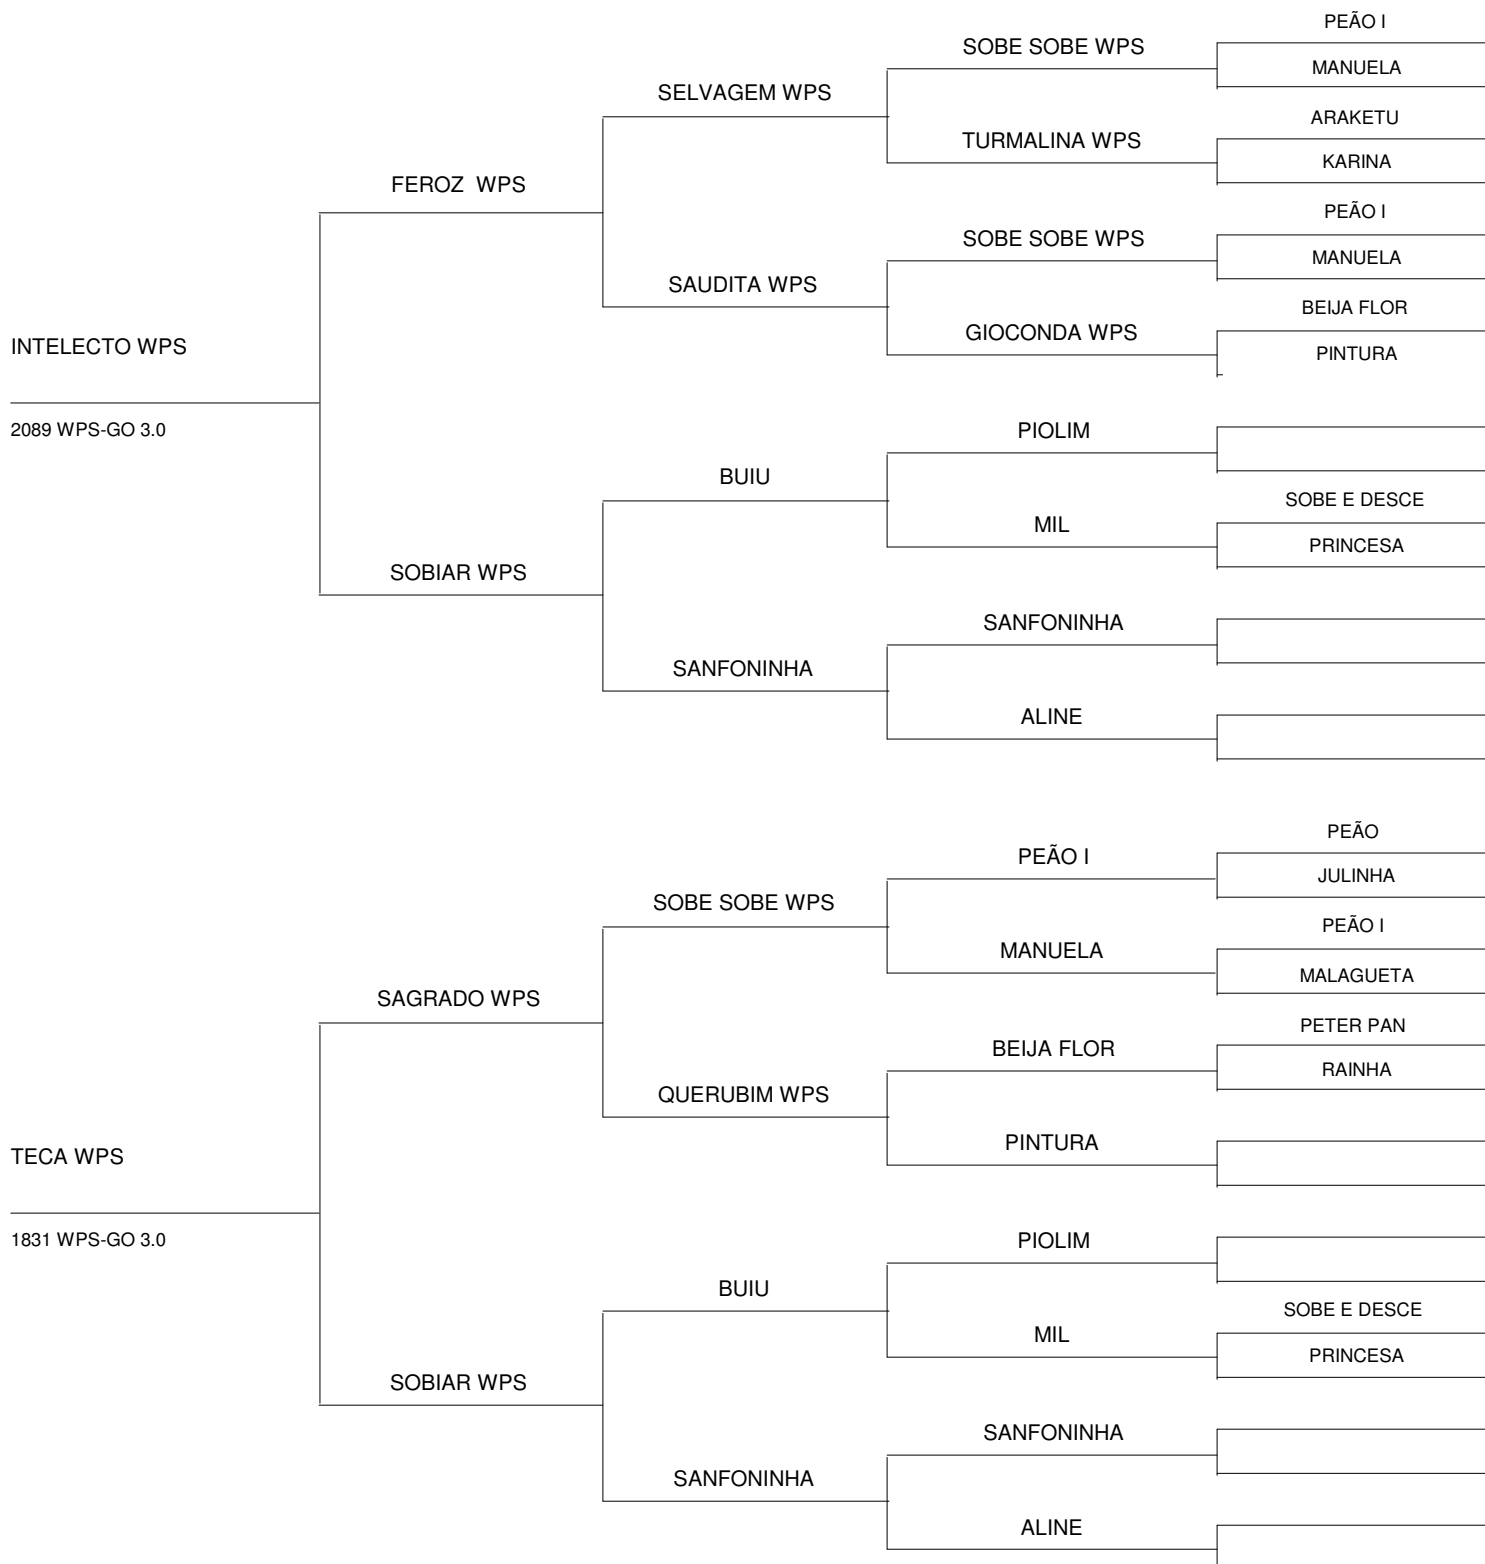 PEÃO I
SOBE SOBE WPS
MANUELA
SELVAGEM WPS
ARAKETU
TURMALINA WPS
KARINA
FEROZ  WPS
PEÃO I
SOBE SOBE WPS
MANUELA
SAUDITA WPS
BEIJA FLOR
GIOCONDA WPS
PINTURA
INTELECTO WPS
2089 WPS-GO 3.0
PIOLIM
BUIU
SOBE E DESCE
MIL
PRINCESA
SOBIAR WPS
SANFONINHA
SANFONINHA
ALINE
PEÃO
PEÃO I
JULINHA
SOBE SOBE WPS
PEÃO I
MANUELA
MALAGUETA
SAGRADO WPS
PETER PAN
BEIJA FLOR
RAINHA
QUERUBIM WPS
PINTURA
TECA WPS
1831 WPS-GO 3.0
PIOLIM
BUIU
SOBE E DESCE
MIL
PRINCESA
SOBIAR WPS
SANFONINHA
SANFONINHA
ALINE